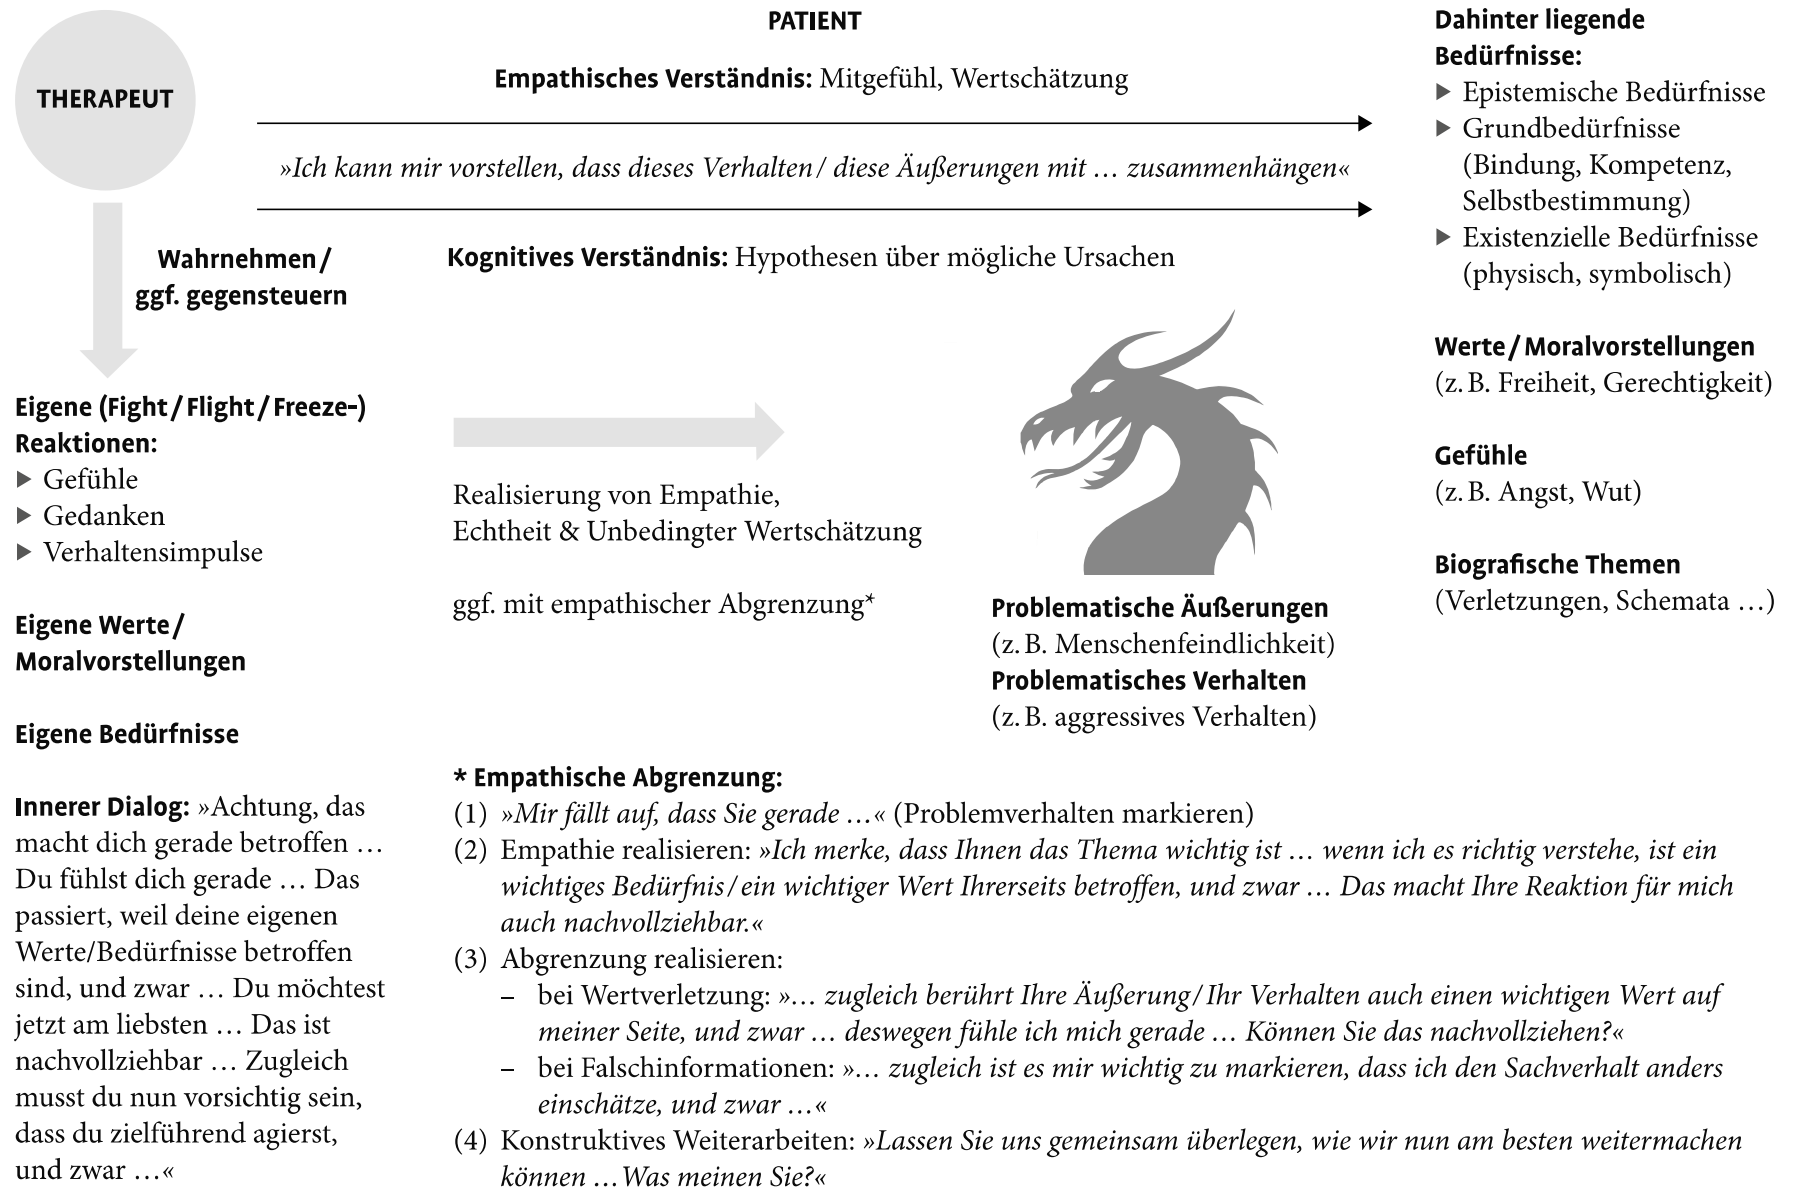 THERAPEUT
PATIENT
Empathisches Verständnis: Mitgefühl, Wertschätzung
»Ich kann mir vorstellen, dass dieses Verhalten / diese Äußerungen mit … zusammenhängen«
Kognitives Verständnis: Hypothesen über mögliche Ursachen
Dahinter liegende
Bedürfnisse:
▶ Epistemische Bedürfnisse
▶ Grundbedürfnisse
(Bindung, Kompetenz,
Selbstbestimmung)
▶ Existenzielle Bedürfnisse
(physisch, symbolisch)
Werte / Moralvorstellungen
(z. B. Freiheit, Gerechtigkeit)
Gefühle
(z. B. Angst, Wut)
Biografische Themen
(Verletzungen, Schemata …)
Wahrnehmen /
ggf. gegensteuern
Eigene (Fight / Flight / Freeze-)
Reaktionen:
▶ Gefühle
▶ Gedanken
▶ Verhaltensimpulse
Eigene Werte /
Moralvorstellungen
Eigene Bedürfnisse
Innerer Dialog: »Achtung, das
macht dich gerade betroffen …
Du fühlst dich gerade … Das
passiert, weil deine eigenen
Werte/Bedürfnisse betroffen
sind, und zwar … Du möchtest
jetzt am liebsten … Das ist
nachvollziehbar … Zugleich
musst du nun vorsichtig sein,
dass du zielführend agierst,
und zwar …«
Realisierung von Empathie,
Echtheit & Unbedingter Wertschätzung
ggf. mit empathischer Abgrenzung*
Problematische Äußerungen
(z. B. Menschenfeindlichkeit)
Problematisches Verhalten
(z. B. aggressives Verhalten)
* Empathische Abgrenzung:
(1) »Mir fällt auf, dass Sie gerade …« (Problemverhalten markieren)
(2) Empathie realisieren: »Ich merke, dass Ihnen das Thema wichtig ist … wenn ich es richtig verstehe, ist ein
wichtiges Bedürfnis / ein wichtiger Wert Ihrerseits betroffen, und zwar … Das macht Ihre Reaktion für mich
auch nachvollziehbar.«
(3) Abgrenzung realisieren:
– bei Wertverletzung: »… zugleich berührt Ihre Äußerung / Ihr Verhalten auch einen wichtigen Wert auf
meiner Seite, und zwar … deswegen fühle ich mich gerade … Können Sie das nachvollziehen?«
– bei Falschinformationen: »… zugleich ist es mir wichtig zu markieren, dass ich den Sachverhalt anders
einschätze, und zwar …«
(4) Konstruktives Weiterarbeiten: »Lassen Sie uns gemeinsam überlegen, wie wir nun am besten weitermachen
können … Was meinen Sie?«